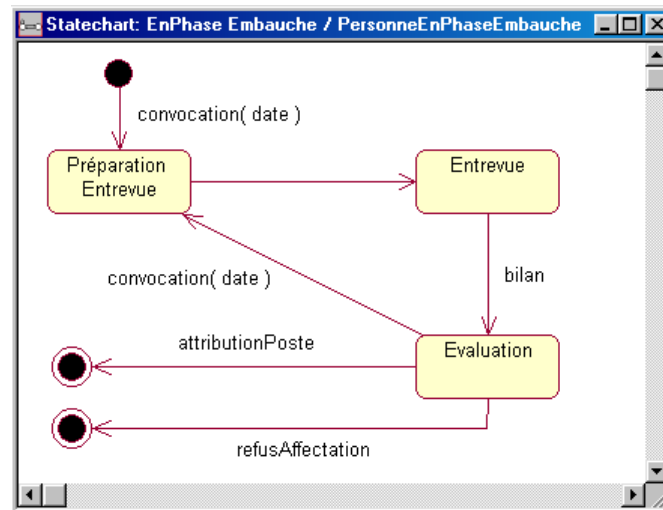 Statechart: EnPhase Embauche / PersonneEnPhaseEmbauche
convocation( date )
Préparation
Entrevue
Entrevue
convocation( date )
bilan
attributionPoste
Evaluation
refusAffectation